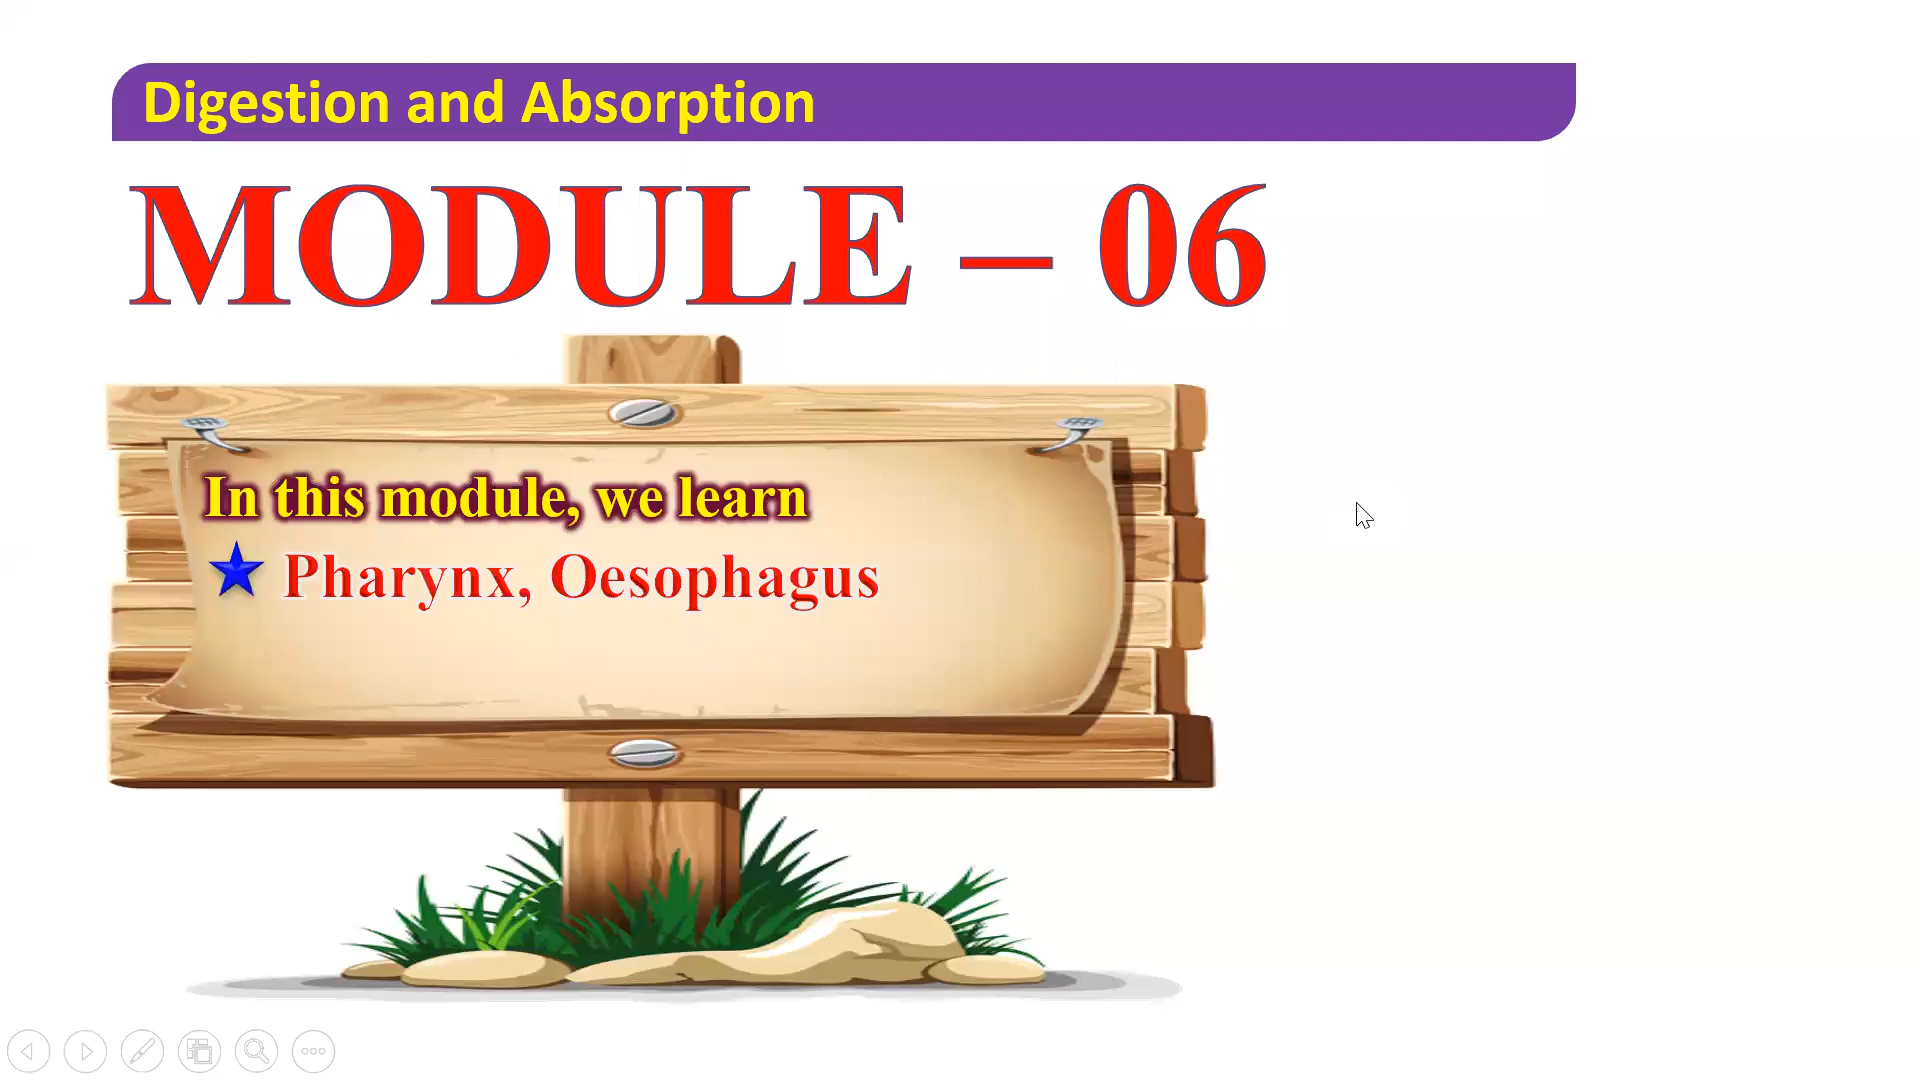 Digestion and Absorption
MODULE – 06
In this module, we learn
Pharynx, Oesophagus